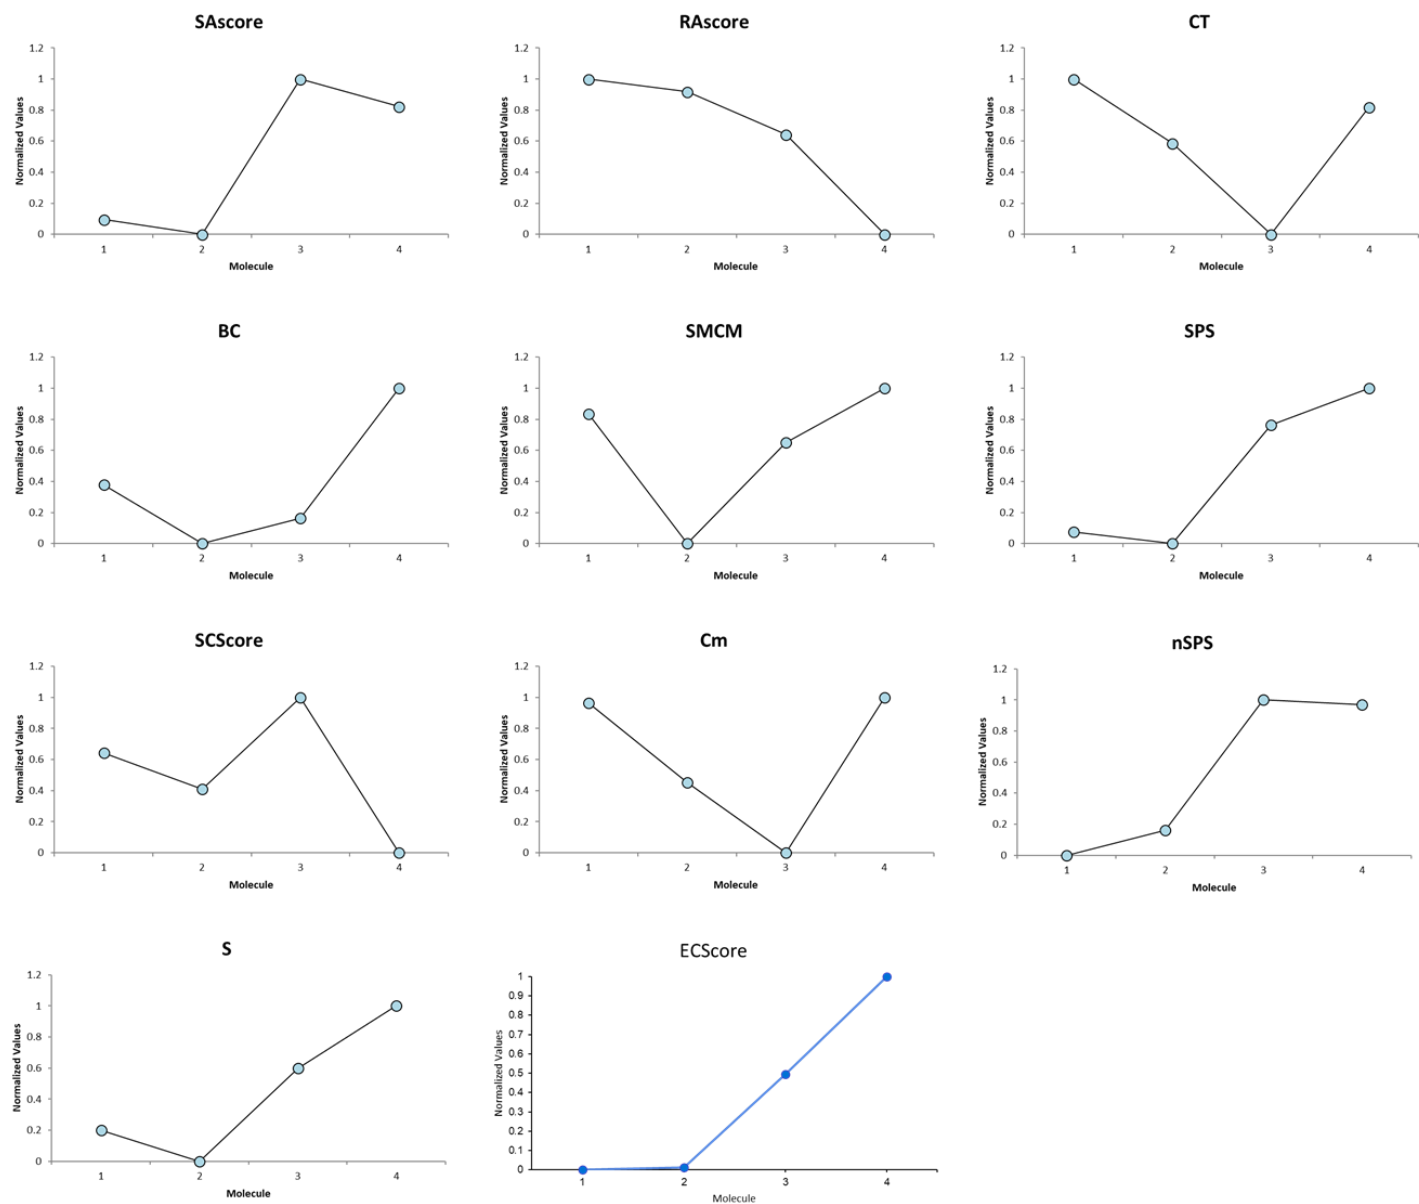 SAscore
1.2
1
0.8
0.6
0.4
0.2
0
Normalized Values
1 2 3 4
Molecule
RAscore
1.2
1
0.8
0.6
0.4
0.2
0
Normalized Values
1 2 3 4
Molecule
CT
1.2
1
0.8
0.6
0.4
0.2
0
Normalized Values
1 2 3 4
Molecule
BC
1.2
1
0.8
0.6
0.4
0.2
0
Normalized Values
1 2 3 4
Molecule
SMCM
1.2
1
0.8
0.6
0.4
0.2
0
Normalized Values
1 2 3 4
Molecule
SPS
1.2
1
0.8
0.6
0.4
0.2
0
Normalized Values
1 2 3 4
Molecule
SCScore
1.2
1
0.8
0.6
0.4
0.2
0
Normalized Values
1 2 3 4
Molecule
Cm
1.2
1
0.8
0.6
0.4
0.2
0
Normalized Values
1 2 3 4
Molecule
nSPS
1.2
1
0.8
0.6
0.4
0.2
0
Normalized Values
1 2 3 4
Molecule
S
1.2
1
0.8
0.6
0.4
0.2
0
Normalized Values
1 2 3 4
Molecule
ECScore
1
0.9
0.8
0.7
0.6
0.5
0.4
0.3
0.2
0.1
0
Normalized Values
1 2 3 4
Molecule